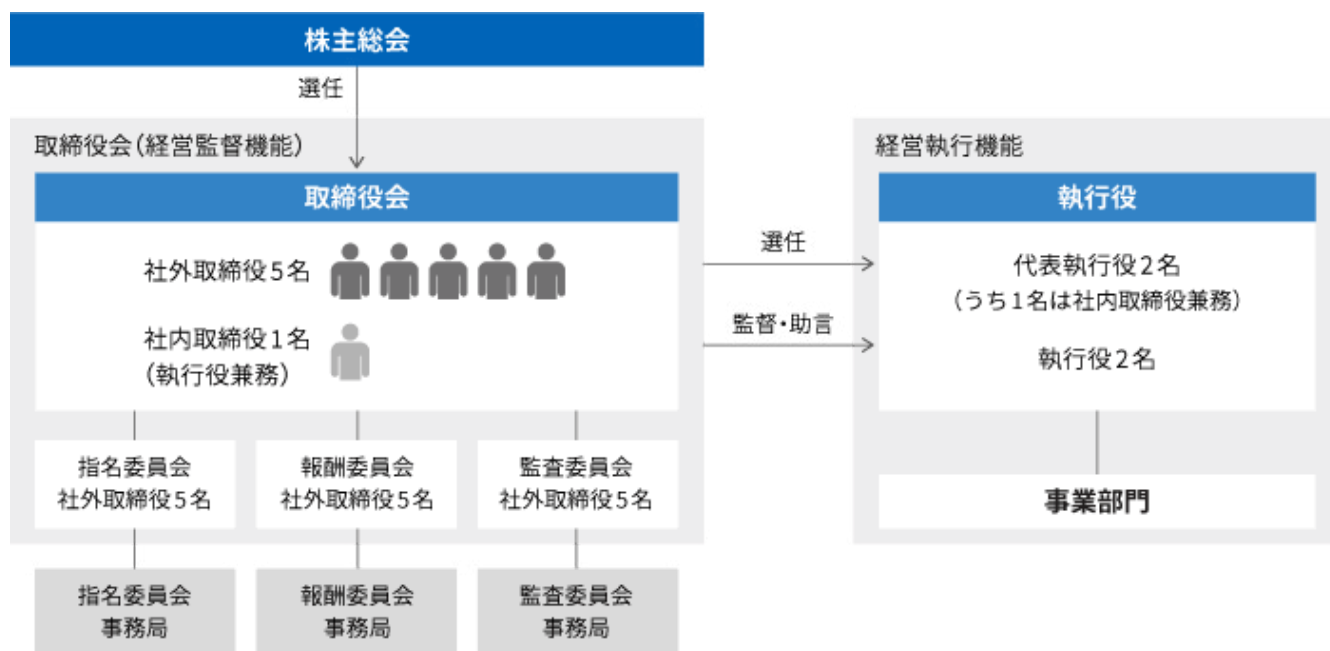 株主総会
選任
取締役会(経営監督機能)
取締役会
社外取締役5名
社内取締役1名
(執行役兼務)
指名委員会
社外取締役5名
報酬委員会
社外取締役5名
監査委員会
社外取締役5名
指名委員会
事務局
報酬委員会
事務局
監査委員会
事務局
選任
監督・助言
経営執行機能
執行役
代表執行役2名
(うち1名は社内取締役兼務)
執行役2名
事業部門